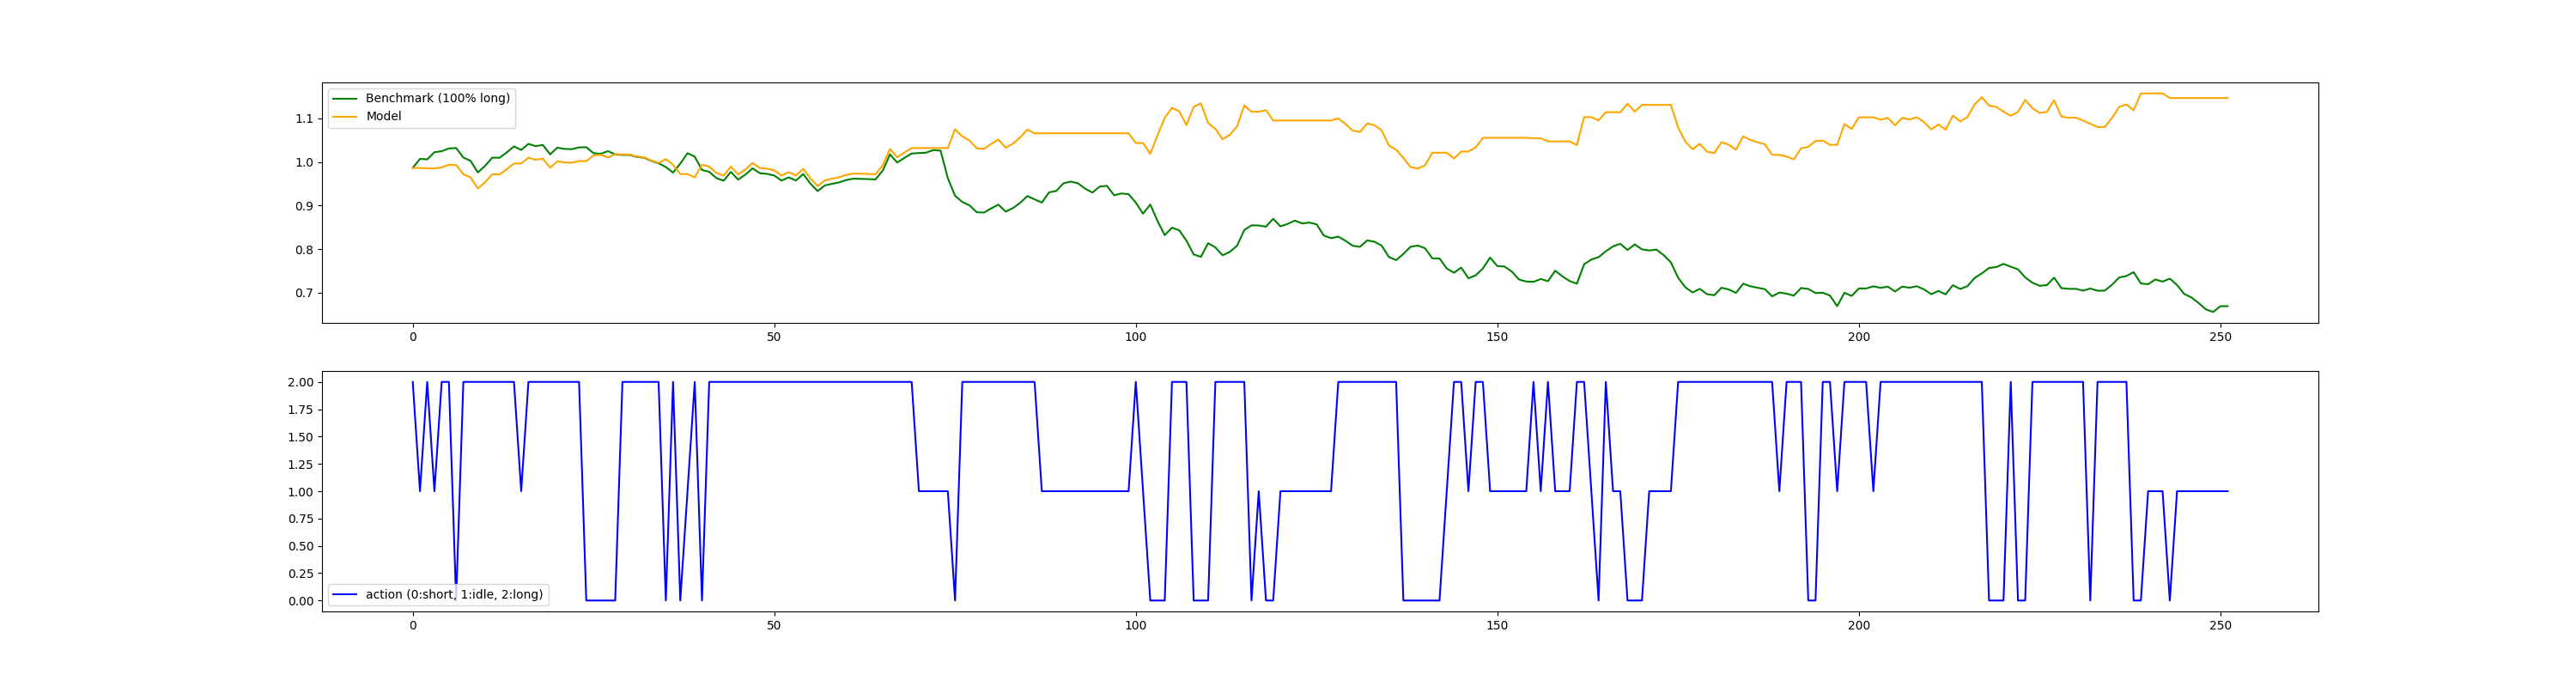 Benchmark (100% long)
Model
1.1
1.0
0.9
0.8
0.7
0 50 100 150 200 250
2.00
1.75
1.50
1.25
1.00
0.75
0.50
0.25
0.00
action (0:short, 1:idle, 2:long)
0 50 100 150 200 250